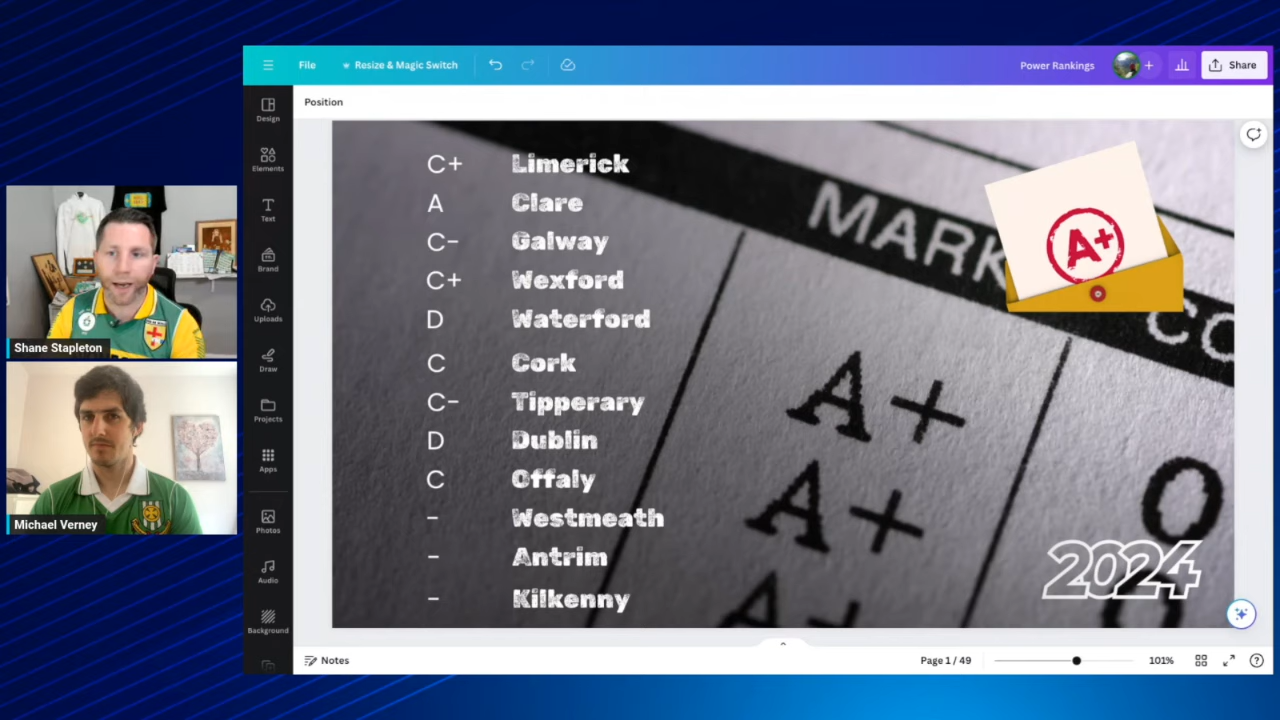 File
Resize & Magic Switch
Power Rankings
+
Share
Position
Design
Elements
Text
Brand
Uploads
Draw
Projects
Apps
Photos
Audio
Background
C+ Limerick
A Clare
C- Galway
C+ Wexford
D Waterford
C Cork
C- Tipperary
D Dublin
C Offaly
- Westmeath
- Antrim
- Kilkenny
A+
A+
A+
A+
2024
Shane Stapleton
Michael Verney
Notes
Page 1 / 49
101%